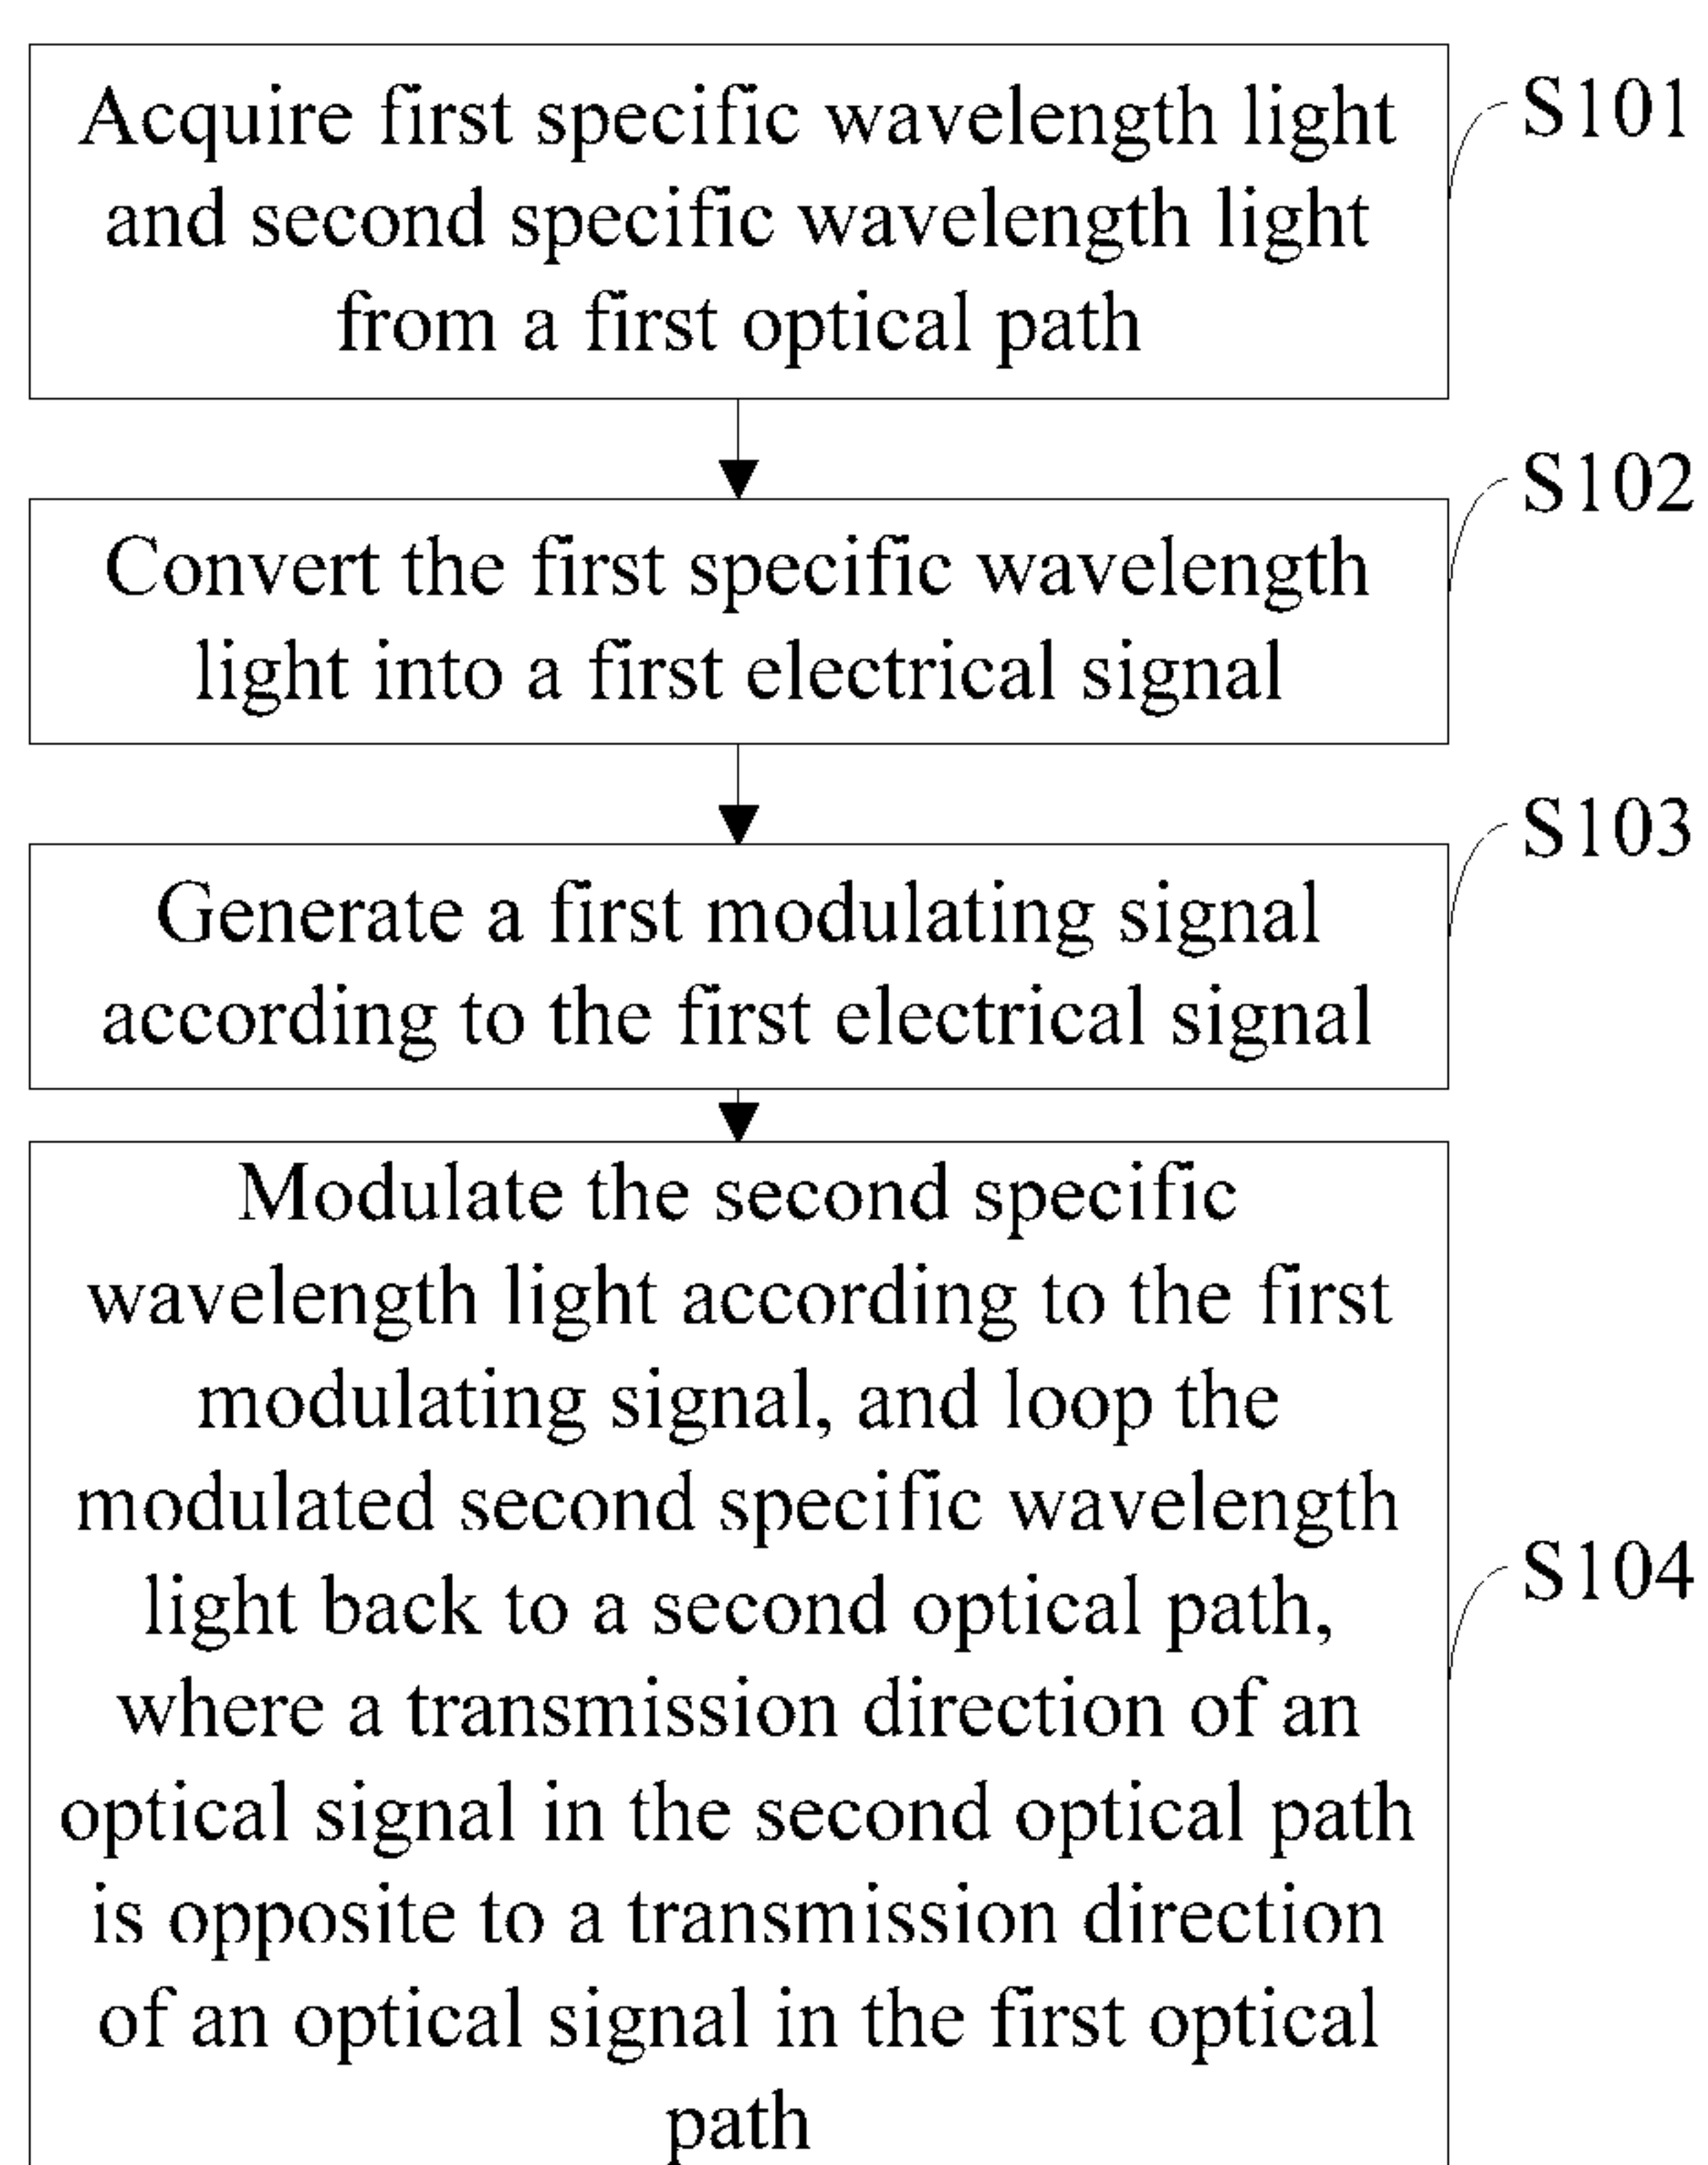 Acquire first specific wavelength light
and second specific wavelength light
from a first optical path
S101
Convert the first specific wavelength
light into a first electrical signal
S102
Generate a first modulating signal
according to the first electrical signal
S103
Modulate the second specific
wavelength light according to the first
modulating signal, and loop the
modulated second specific wavelength
light back to a second optical path,
where a transmission direction of an
optical signal in the second optical path
is opposite to a transmission direction
of an optical signal in the first optical
path
S104